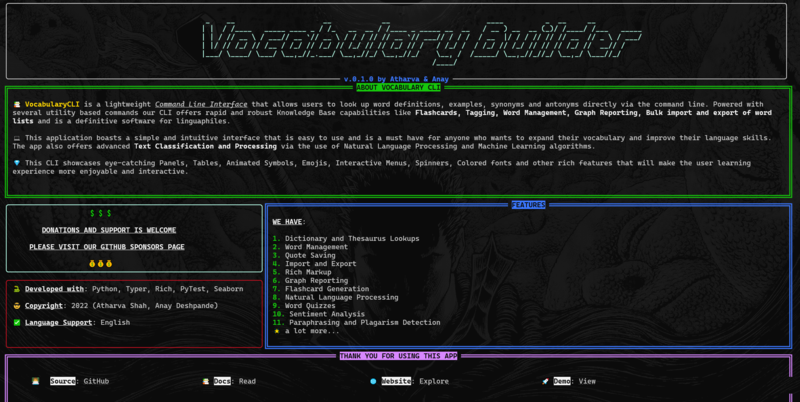 Vocabulary Builder
v.0.1.0 by Atharva & Anay
ABOUT VOCABULARY CLI
VocabularyCLI is a lightweight Command Line Interface that allows users to look up word definitions, examples, synonyms and antonyms directly via the command line. Powered with
several utility based commands our CLI offers rapid and robust Knowledge Base capabilities like Flashcards, Tagging, Word Management, Graph Reporting, Bulk import and export of word
lists and is a definitive software for linguaphiles.
This application boasts a simple and intuitive interface that is easy to use and is a must have for anyone who wants to expand their vocabulary and improve their language skills.
The app also offers advanced Text Classification and Processing via the use of Natural Language Processing and Machine Learning algorithms.
This CLI showcases eye-catching Panels, Tables, Animated Symbols, Emojis, Interactive Menus, Spinners, Colored fonts and other rich features that will make the user learning
experience more enjoyable and interactive.
$ $ $
DONATIONS AND SUPPORT IS WELCOME
PLEASE VISIT OUR GITHUB SPONSORS PAGE
Developed with: Python, Typer, Rich, PyTest, Seaborn
Copyright: 2022 (Atharva Shah, Anay Deshpande)
Language Support: English
FEATURES
WE HAVE:
1. Dictionary and Thesaurus Lookups
2. Word Management
3. Quote Saving
4. Import and Export
5. Rich Markup
6. Graph Reporting
7. Flashcard Generation
8. Natural Language Processing
9. Word Quizzes
10. Sentiment Analysis
11. Paraphrasing and Plagarism Detection
a lot more...
THANK YOU FOR USING THIS APP
Source: GitHub
Docs: Read
Website: Explore
Demo: View